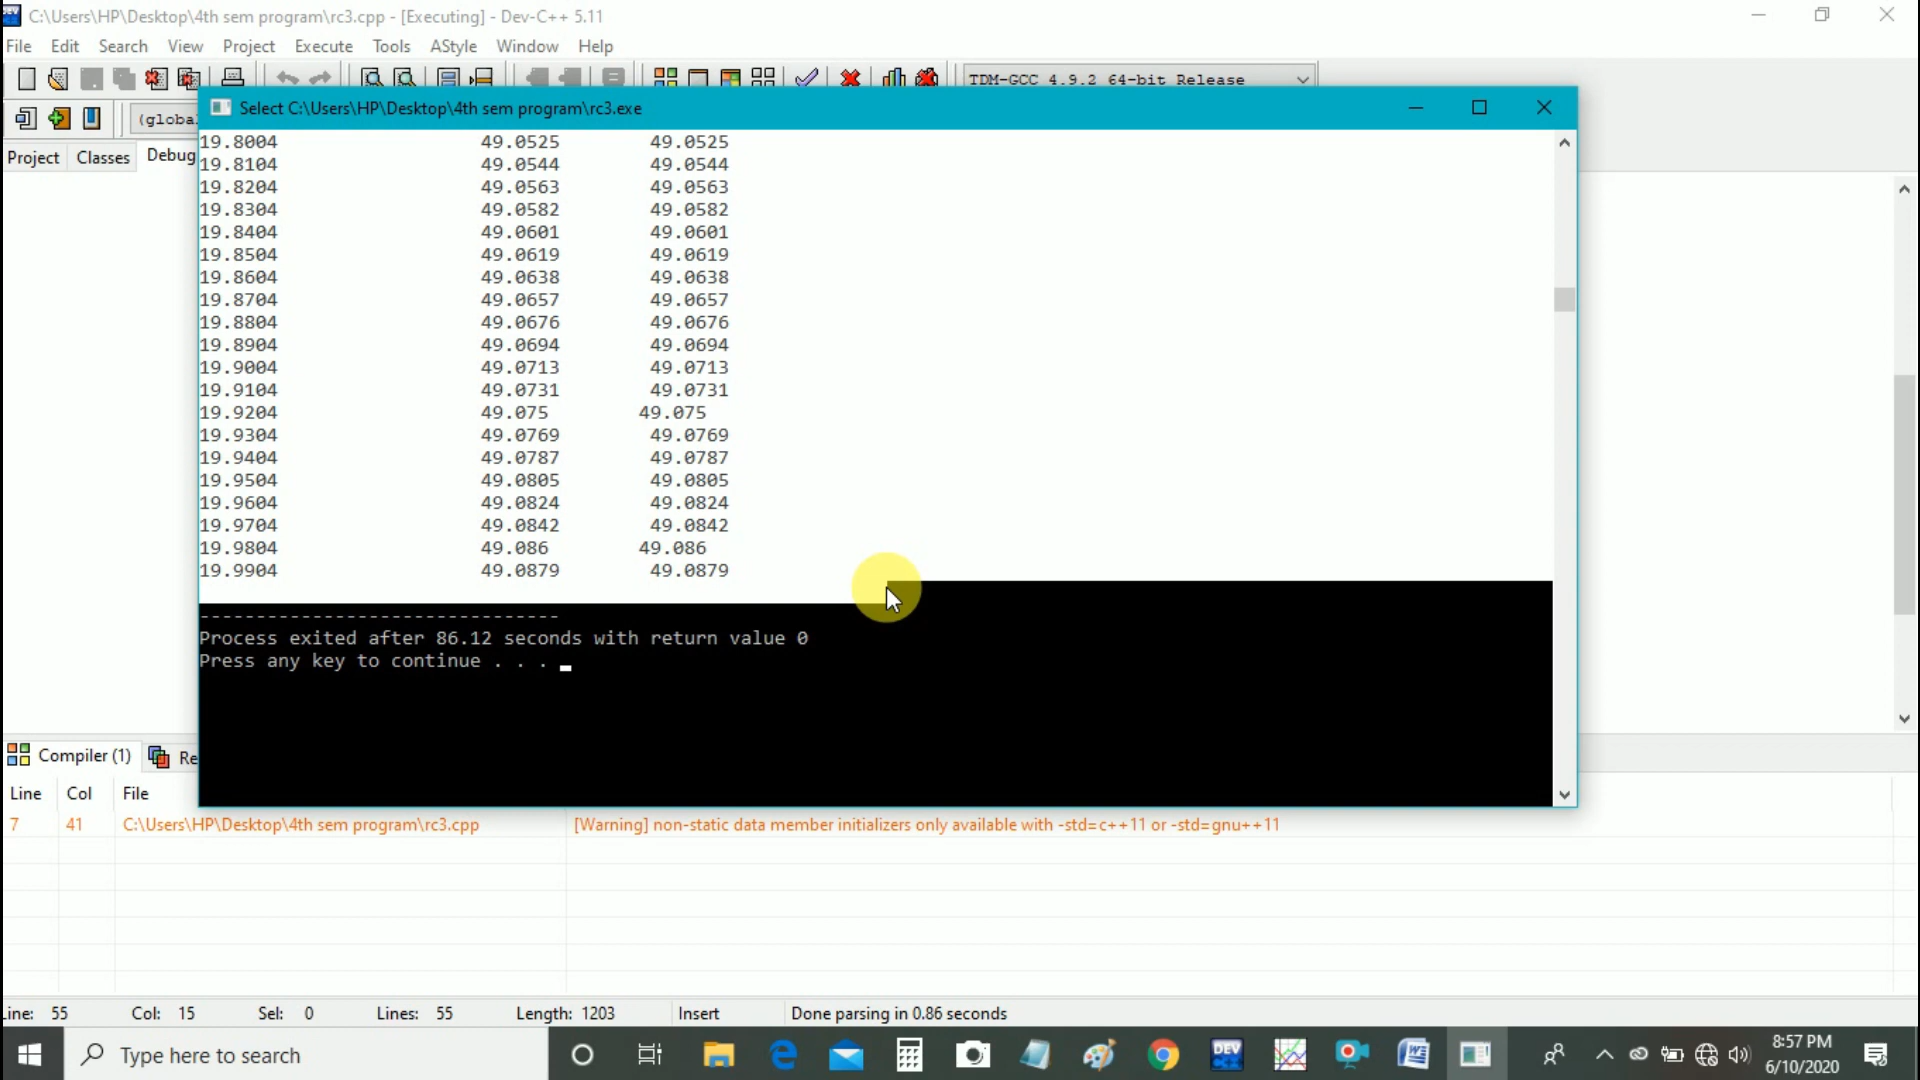 C:\Users\HP\Desktop\4th sem program\rc3.cpp - [Executing] - Dev-C++ 5.11
File Edit Search View Project Execute Tools AStyle Window Help
TDM-GCC 4.9.2 64-bit Release
Select C:\Users\HP\Desktop\4th sem program\rc3.exe
(globa
Project Classes Debug
19.8004 49.0525 49.0525
19.8104 49.0544 49.0544
19.8204 49.0563 49.0563
19.8304 49.0582 49.0582
19.8404 49.0601 49.0601
19.8504 49.0619 49.0619
19.8604 49.0638 49.0638
19.8704 49.0657 49.0657
19.8804 49.0676 49.0676
19.8904 49.0694 49.0694
19.9004 49.0713 49.0713
19.9104 49.0731 49.0731
19.9204 49.075 49.075
19.9304 49.0769 49.0769
19.9404 49.0787 49.0787
19.9504 49.0805 49.0805
19.9604 49.0824 49.0824
19.9704 49.0842 49.0842
19.9804 49.086 49.086
19.9904 49.0879 49.0879
--------------------------------
Process exited after 86.12 seconds with return value 0
Press any key to continue . . .
Compiler (1) Re
Line Col File
7 41 C:\Users\HP\Desktop\4th sem program\rc3.cpp [Warning] non-static data member initializers only available with -std=c++11 or -std=gnu++11
Line: 55 Col: 15 Sel: 0 Lines: 55 Length: 1203 Insert Done parsing in 0.86 seconds
Type here to search
DEV C++
8:57 PM
6/10/2020